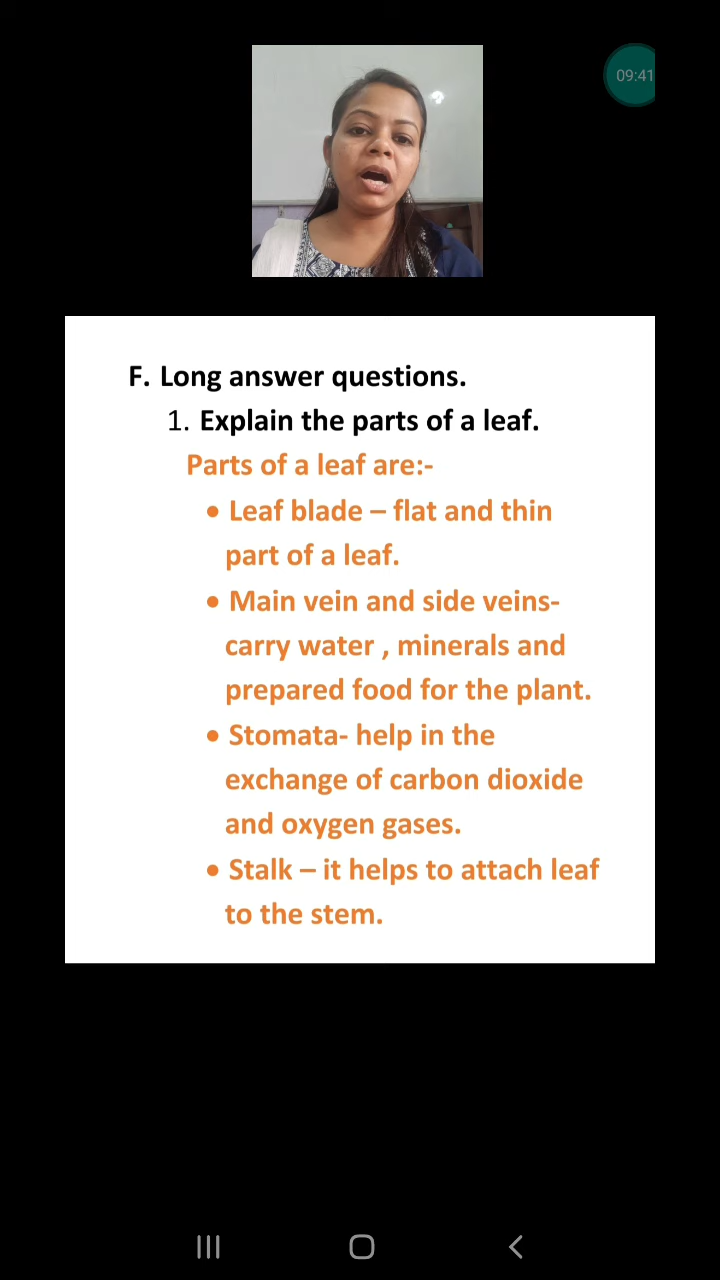 09:41
F. Long answer questions.
1. Explain the parts of a leaf.
Parts of a leaf are:-
• Leaf blade – flat and thin
part of a leaf.
• Main vein and side veins-
carry water , minerals and
prepared food for the plant.
• Stomata- help in the
exchange of carbon dioxide
and oxygen gases.
• Stalk – it helps to attach leaf
to the stem.